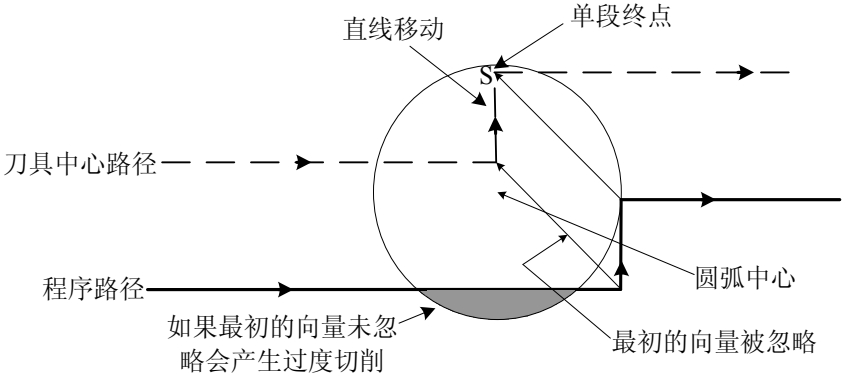 直线移动
单段终点
S
刀具中心路径
程序路径
圆弧中心
如果最初的向量未忽
略会产生过度切削
最初的向量被忽略